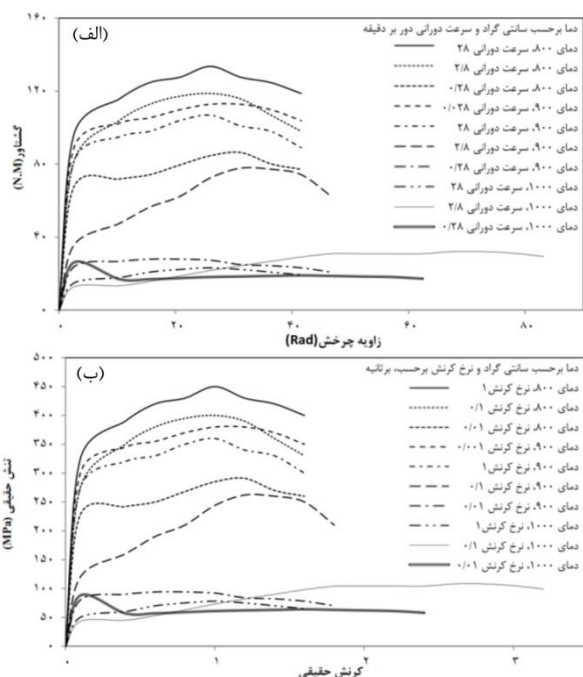 (الف)
دما برحسب سانتی گراد و سرعت دورانی دور بر دقیقه
دمای ۸۰۰، سرعت دورانی ۲۸
دمای ۸۰۰، سرعت دورانی ۲/۸
دمای ۸۰۰، سرعت دورانی ۰/۲۸
دمای ۹۰۰، سرعت دورانی ۰/۰۲۸
دمای ۹۰۰، سرعت دورانی ۲۸
دمای ۹۰۰، سرعت دورانی ۲/۸
دمای ۹۰۰، سرعت دورانی ۰/۲۸
دمای ۱۰۰۰، سرعت دورانی ۲۸
دمای ۱۰۰۰، سرعت دورانی ۲/۸
دمای ۱۰۰۰، سرعت دورانی ۰/۲۸
گشتاور(N.M)
۱۶۰
۱۲۰
۸۰
۴۰
۰
۰ ۲۰ ۴۰ ۶۰ ۸۰
زاویه چرخش(Rad)
(ب)
دما برحسب سانتی گراد و نرخ کرنش برحسب، برثانیه
دمای ۸۰۰، نرخ کرنش ۱
دمای ۸۰۰، نرخ کرنش ۰/۱
دمای ۸۰۰، نرخ کرنش ۰/۰۱
دمای ۹۰۰، نرخ کرنش ۰/۰۰۱
دمای ۹۰۰، نرخ کرنش ۱
دمای ۹۰۰، نرخ کرنش ۰/۱
دمای ۹۰۰، نرخ کرنش ۰/۰۱
دمای ۱۰۰۰، نرخ کرنش۱
دمای ۱۰۰۰، نرخ کرنش ۰/۱
دمای ۱۰۰۰، نرخ کرنش ۰/۰۱
تنش حقیقی (MPa)
۵۰۰
۴۵۰
۴۰۰
۳۵۰
۳۰۰
۲۵۰
۲۰۰
۱۵۰
۱۰۰
۵۰
۰
۰ ۱ ۲ ۳
کرنش حقیقی